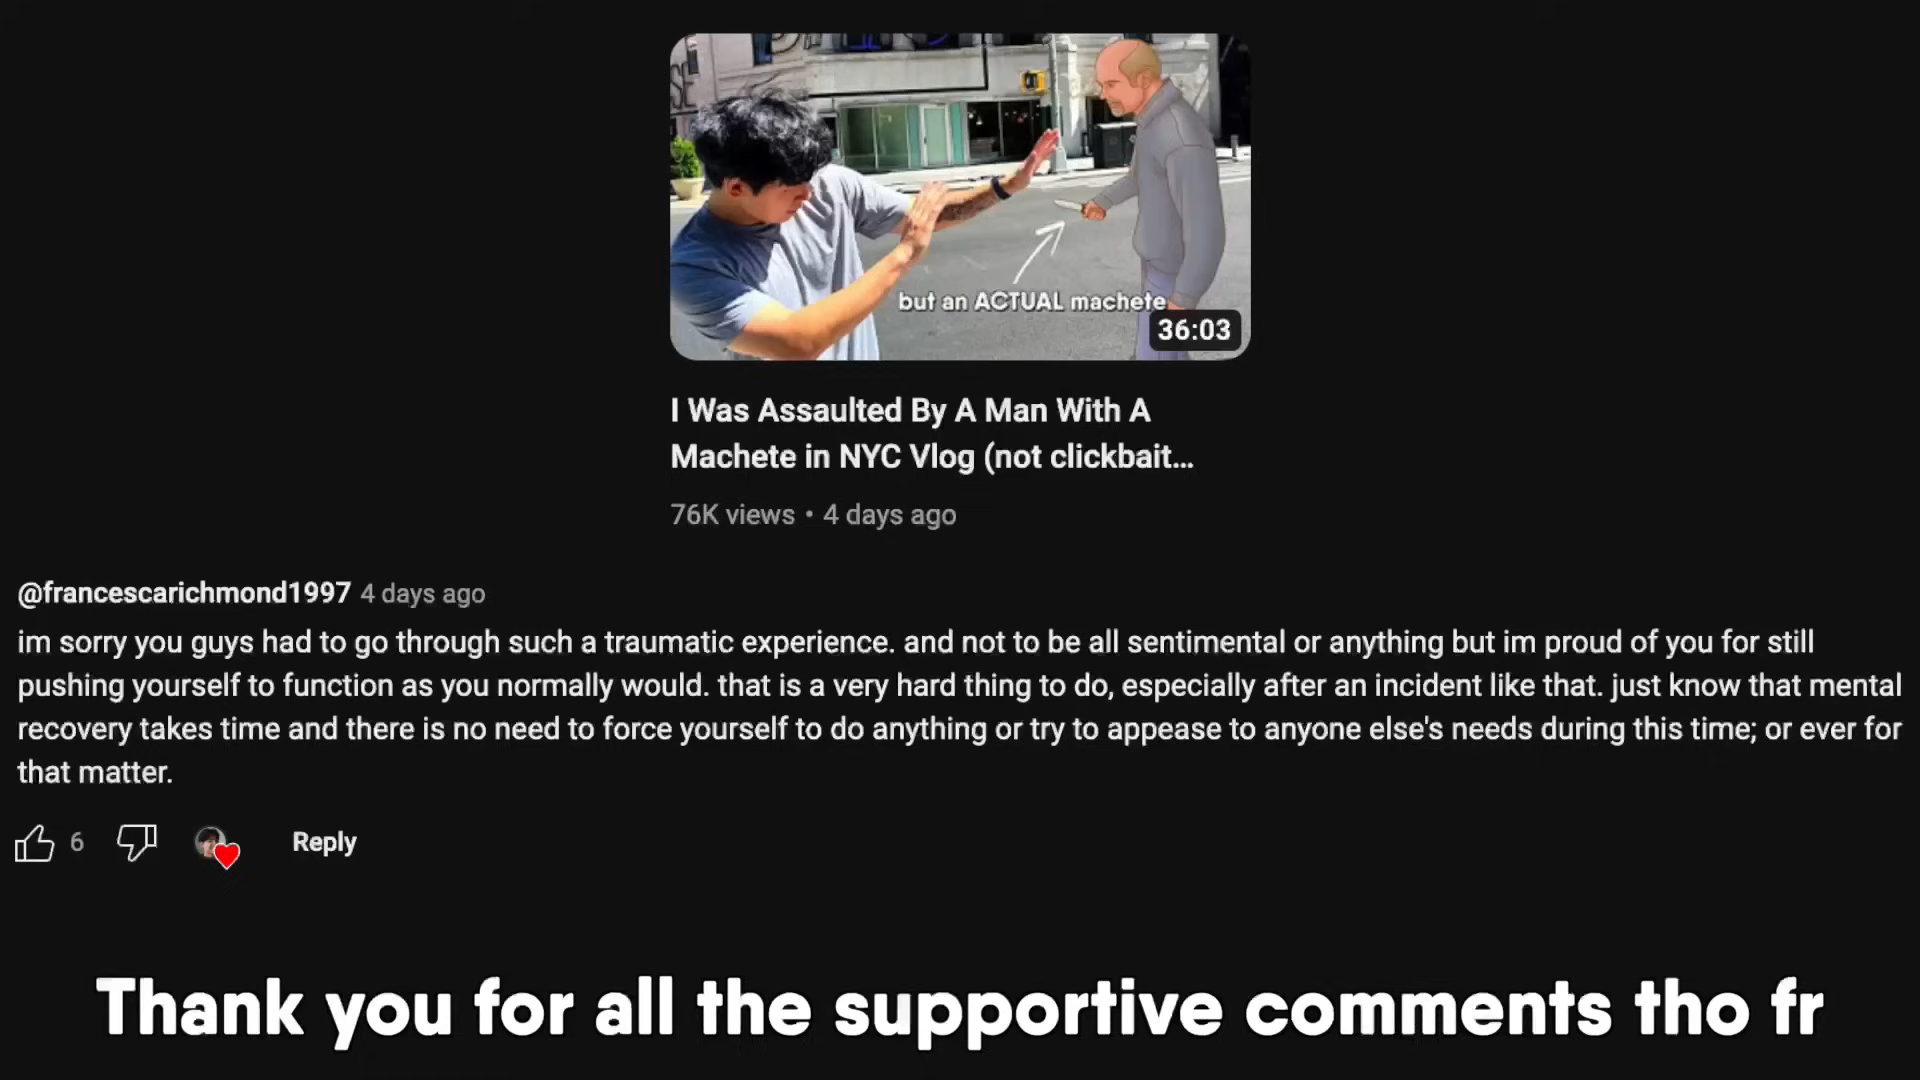 but an ACTUAL machete
36:03
I Was Assaulted By A Man With A
Machete in NYC Vlog (not clickbait...
76K views • 4 days ago
@francescarichmond1997 4 days ago
im sorry you guys had to go through such a traumatic experience. and not to be all sentimental or anything but im proud of you for still
pushing yourself to function as you normally would. that is a very hard thing to do, especially after an incident like that. just know that mental
recovery takes time and there is no need to force yourself to do anything or try to appease to anyone else's needs during this time; or ever for
that matter.
6 Reply
Thank you for all the supportive comments tho fr